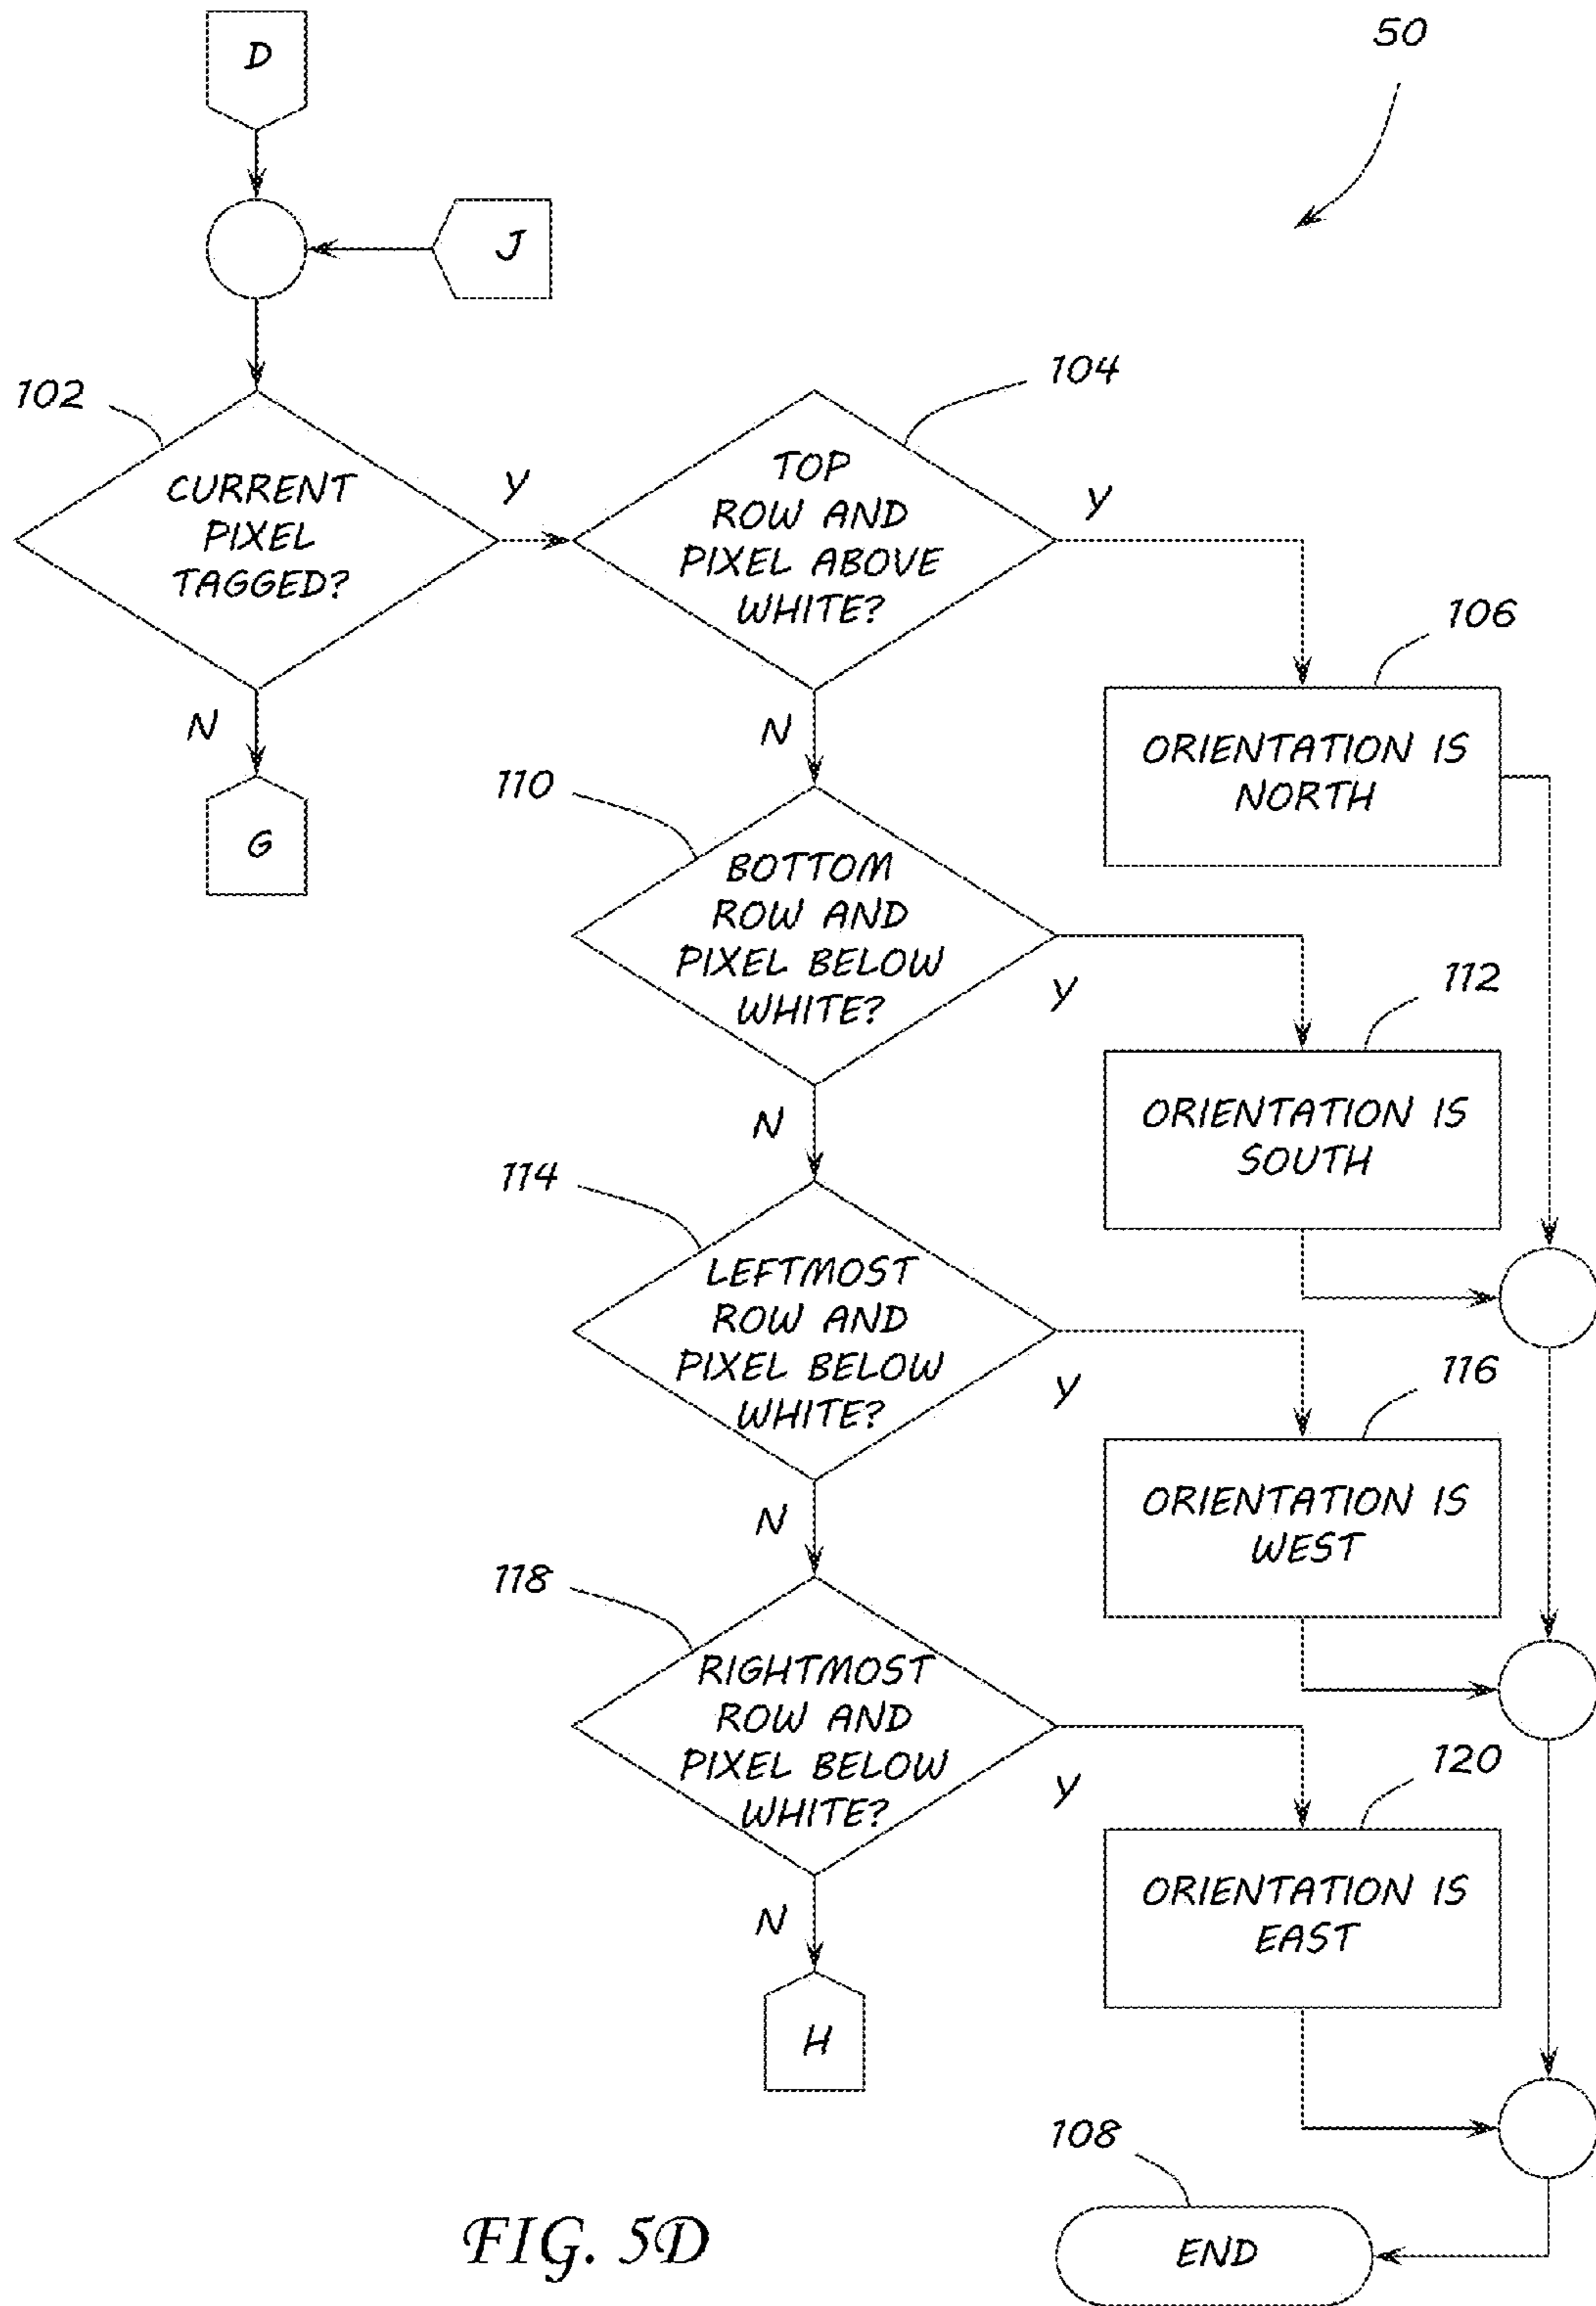 D
50
J
102
104
CURRENT
PIXEL
TAGGED?
Y
TOP
ROW AND
PIXEL ABOVE
WHITE?
Y
106
N
N
ORIENTATION IS
NORTH
G
110
BOTTOM
ROW AND
PIXEL BELOW
WHITE?
Y
112
N
ORIENTATION IS
SOUTH
114
LEFTMOST
ROW AND
PIXEL BELOW
WHITE?
Y
116
N
ORIENTATION IS
WEST
118
RIGHTMOST
ROW AND
PIXEL BELOW
WHITE?
Y
120
N
ORIENTATION IS
EAST
H
108
END
FIG. 5D